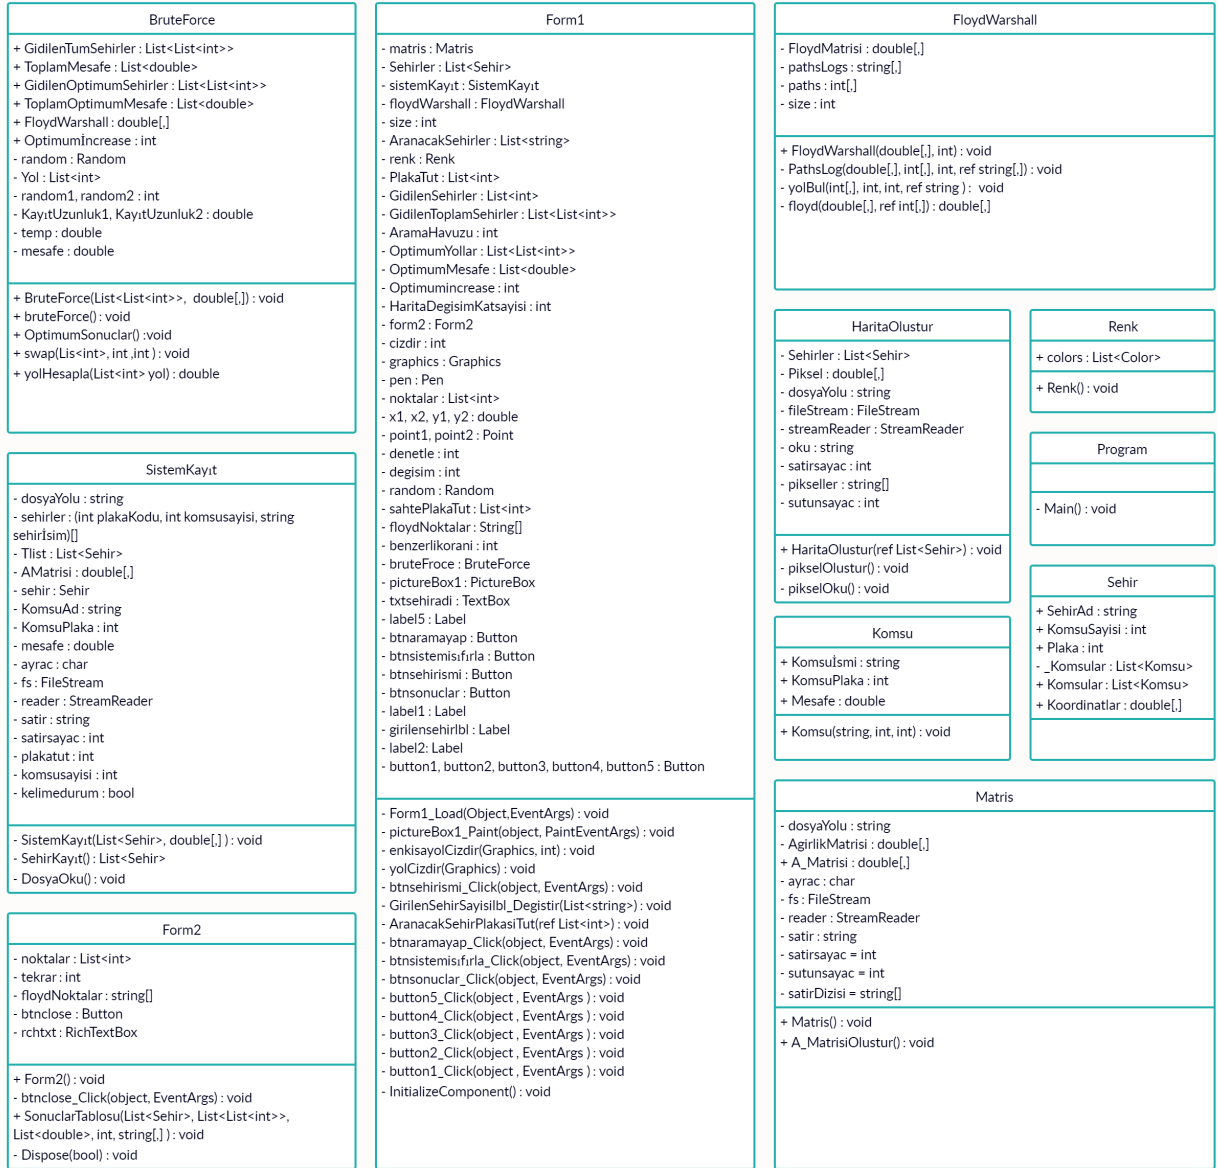 BruteForce
+ GidilenTumSehirler : List<List<int>>
+ ToplamMesafe : List<double>
+ GidilenOptimumSehirler : List<List<int>>
+ ToplamOptimumMesafe : List<double>
+ FloydWarshall : double[,]
+ Optimumİncrease : int
- random : Random
- Yol : List<int>
- random1, random2 : int
- KayıtUzunluk1, KayıtUzunluk2 : double
- temp : double
- mesafe : double
+ BruteForce(List<List<int>>,  double[,]) : void
+ bruteForce() : void
+ OptimumSonuclar() :void
+ swap(Lis<int>, int ,int ) : void
+ yolHesapla(List<int> yol) : double
SistemKayıt
- dosyaYolu : string
- sehirler : (int plakaKodu, int komsusayisi, string
sehirİsim)[]
- Tlist : List<Sehir>
- AMatrisi : double[,]
- sehir : Sehir
- KomsuAd : string
- KomsuPlaka : int
- mesafe : double
- ayrac : char
- fs : FileStream
- reader : StreamReader
- satir : string
- satirsayac : int
- plakatut : int
- komsusayisi : int
- kelimedurum : bool
- SistemKayıt(List<Sehir>, double[,] ) : void
- SehirKayıt() : List<Sehir>
- DosyaOku() : void
Form2
- noktalar : List<int>
- tekrar : int
- floydNoktalar : string[]
- btnclose : Button
- rchtxt : RichTextBox
+ Form2() : void
- btnclose_Click(object, EventArgs) : void
+ SonuclarTablosu(List<Sehir>, List<List<int>>,
List<double>, int, string[,] ) : void
- Dispose(bool) : void
Form1
- matris : Matris
- Sehirler : List<Sehir>
- sistemKayıt : SistemKayıt
- floydWarshall : FloydWarshall
- size : int
- AranacakSehirler : List<string>
- renk : Renk
- PlakaTut : List<int>
- GidilenSehirler : List<int>
- GidilenToplamSehirler : List<List<int>>
- AramaHavuzu : int
- OptimumYollar : List<List<int>>
- OptimumMesafe : List<double>
- Optimumincrease : int
- HaritaDegisimKatsayisi : int
- form2 : Form2
- cizdir : int
- graphics : Graphics
- pen : Pen
- noktalar : List<int>
- x1, x2, y1, y2 : double
- point1, point2 : Point
- denetle : int
- degisim : int
- random : Random
- sahtePlakaTut : List<int>
- floydNoktalar : String[]
- benzerlikorani : int
- bruteFroce : BruteForce
- pictureBox1 : PictureBox
- txtsehiradi : TextBox
- label5 : Label
- btnaramayap : Button
- btnsistemisıfırla : Button
- btnsehirismi : Button
- btnsonuclar : Button
- label1 : Label
- girilensehirlbl : Label
- label2: Label
- button1, button2, button3, button4, button5 : Button
- Form1_Load(Object,EventArgs) : void
- pictureBox1_Paint(object, PaintEventArgs) : void
- enkisayolCizdir(Graphics, int) : void
- yolCizdir(Graphics) : void
- btnsehirismi_Click(object, EventArgs) : void
- GirilenSehirSayisilbl_Degistir(List<string>) : void
- AranacakSehirPlakasiTut(ref List<int>) : void
- btnaramayap_Click(object, EventArgs) : void
- btnsistemisıfırla_Click(object, EventArgs) : void
- btnsonuclar_Click(object, EventArgs) : void
- button5_Click(object , EventArgs ) : void
- button4_Click(object , EventArgs ) : void
- button3_Click(object , EventArgs ) : void
- button2_Click(object , EventArgs ) : void
- button1_Click(object , EventArgs ) : void
- InitializeComponent() : void
FloydWarshall
- FloydMatrisi : double[,]
- pathsLogs : string[,]
- paths : int[,]
- size : int
+ FloydWarshall(double[,], int) : void
- PathsLog(double[,], int[,], int, ref string[,]) : void
- yolBul(int[,], int, int, ref string ) :  void
- floyd(double[,], ref int[,]) : double[,]
HaritaOlustur
- Sehirler : List<Sehir>
- Piksel : double[,]
- dosyaYolu : string
- fileStream : FileStream
- streamReader : StreamReader
- oku : string
- satirsayac : int
- pikseller : string[]
- sutunsayac : int
+ HaritaOlustur(ref List<Sehir>) : void
- pikselOlustur() : void
- pikselOku() : void
Renk
+ colors : List<Color>
+ Renk() : void
Program
- Main() : void
Komsu
+ Komsuİsmi : string
+ KomsuPlaka : int
+ Mesafe : double
+ Komsu(string, int, int) : void
Sehir
+ SehirAd : string
+ KomsuSayisi : int
+ Plaka : int
- _Komsular : List<Komsu>
+ Komsular : List<Komsu>
+ Koordinatlar : double[,]
Matris
- dosyaYolu : string
- AgirlikMatrisi : double[,]
+ A_Matrisi : double[,]
- ayrac : char
- fs : FileStream
- reader : StreamReader
- satir : string
- satirsayac = int
- sutunsayac = int
- satirDizisi = string[]
+ Matris() : void
+ A_MatrisiOlustur() : void